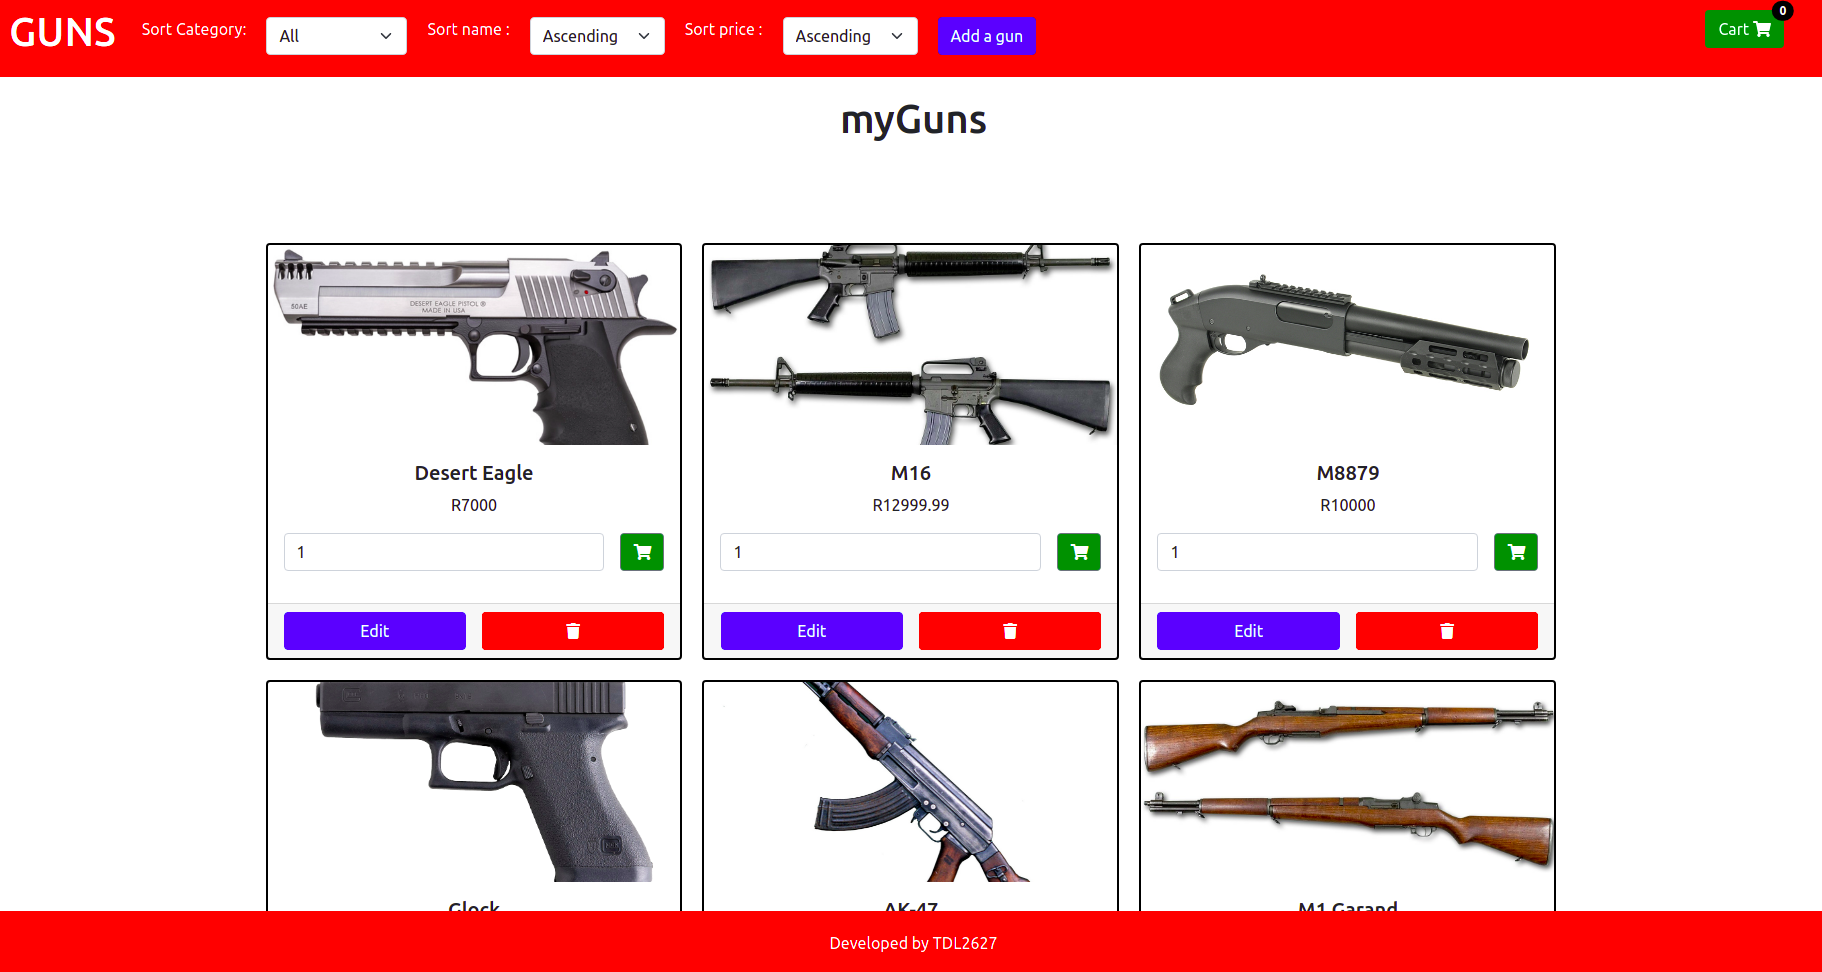 GUNS
Sort Category:
All
Sort name :
Ascending
Sort price :
Ascending
Add a gun
Cart
0
myGuns
50AE
DESERT EAGLE PISTOL ®
MADE IN USA
Desert Eagle
M16
M8879
R7000
R12999.99
R10000
1
1
1
Edit
Edit
Edit
Glock
AK-47
M1 Garand
Developed by TDL2627